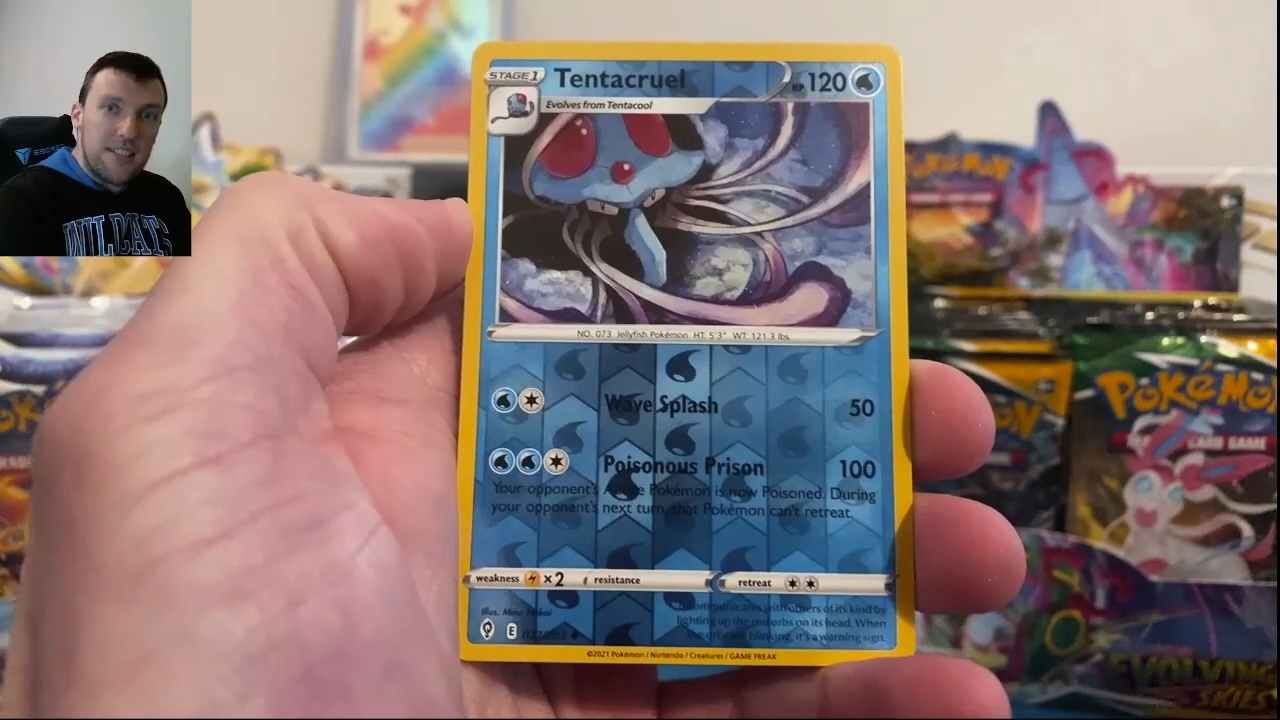 STAGE 1
Tentacruel
HP 120
Evolves from Tentacool
NO. 073 Jellyfish Pokémon HT: 5'3" WT: 121.3 lbs.
Wave Splash 50
Poisonous Prison 100
Your opponent's Active Pokémon is now Poisoned. During
your opponent's next turn, that Pokémon can't retreat.
weakness ×2 resistance retreat
Illus.
E
communicates with others of its kind by
lighting up the red orbs on its head. When
the orbs are blinking, it's a warning sign.
©2021 Pokémon / Nintendo / Creatures / GAME FREAK
WILDCATS
POKÉMON
POKÉMON
EVOLVING
SKIES